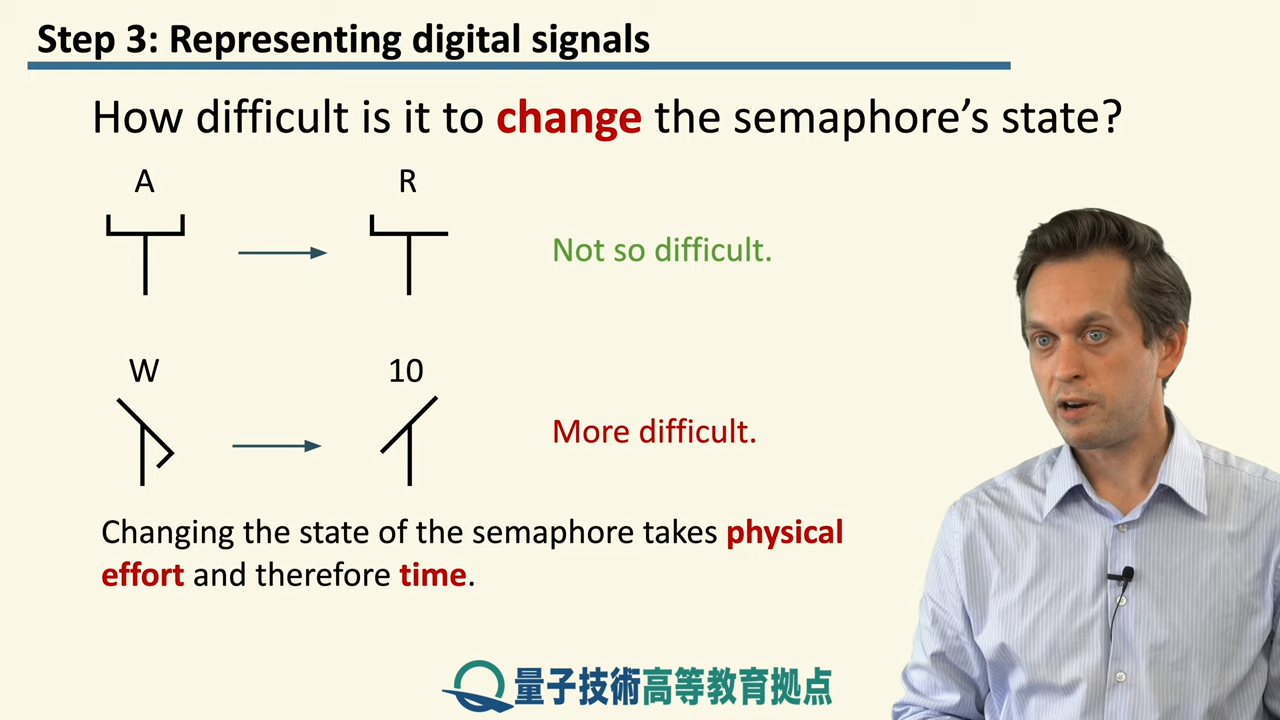 Step 3: Representing digital signals
How difficult is it to change the semaphore's state?
A
R
Not so difficult.
W
10
More difficult.
Changing the state of the semaphore takes physical
effort and therefore time.
量子技術高等教育拠点